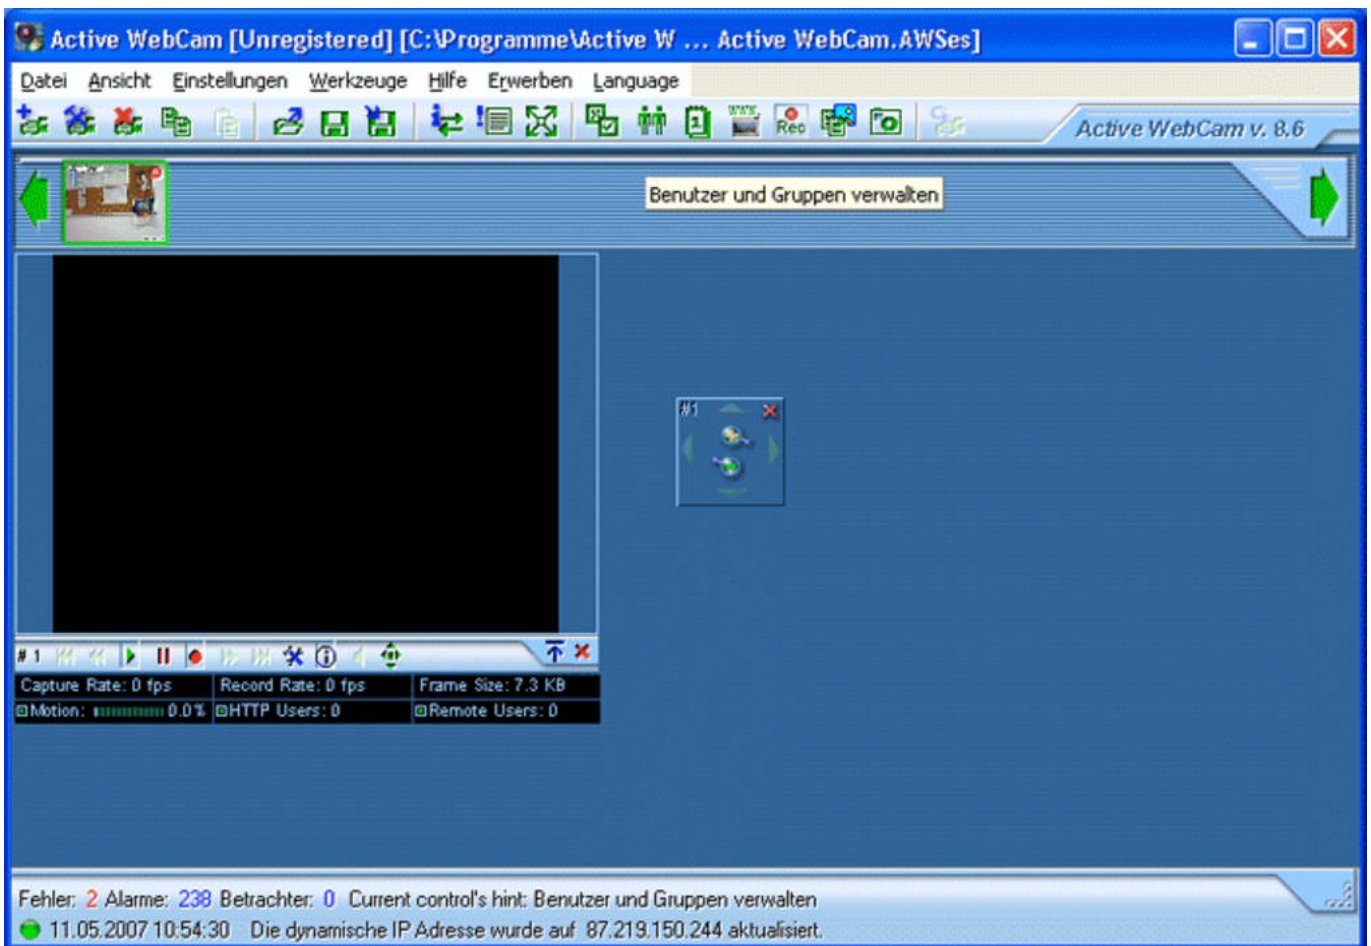 Active WebCam [Unregistered] [C:\Programme\Active W ... Active WebCam.AWSes]
Datei Ansicht Einstellungen Werkzeuge Hilfe Erwerben Language
WWW
Rec
Active WebCam v. 8.6
Benutzer und Gruppen verwalten
#1
# 1
Capture Rate: 0 fps Record Rate: 0 fps Frame Size: 7.3 KB
Motion: 0.0% HTTP Users: 0 Remote Users: 0
Fehler: 2 Alarme: 238 Betrachter: 0 Current control's hint: Benutzer und Gruppen verwalten
11.05.2007 10:54:30 Die dynamische IP Adresse wurde auf 87.219.150.244 aktualisiert.